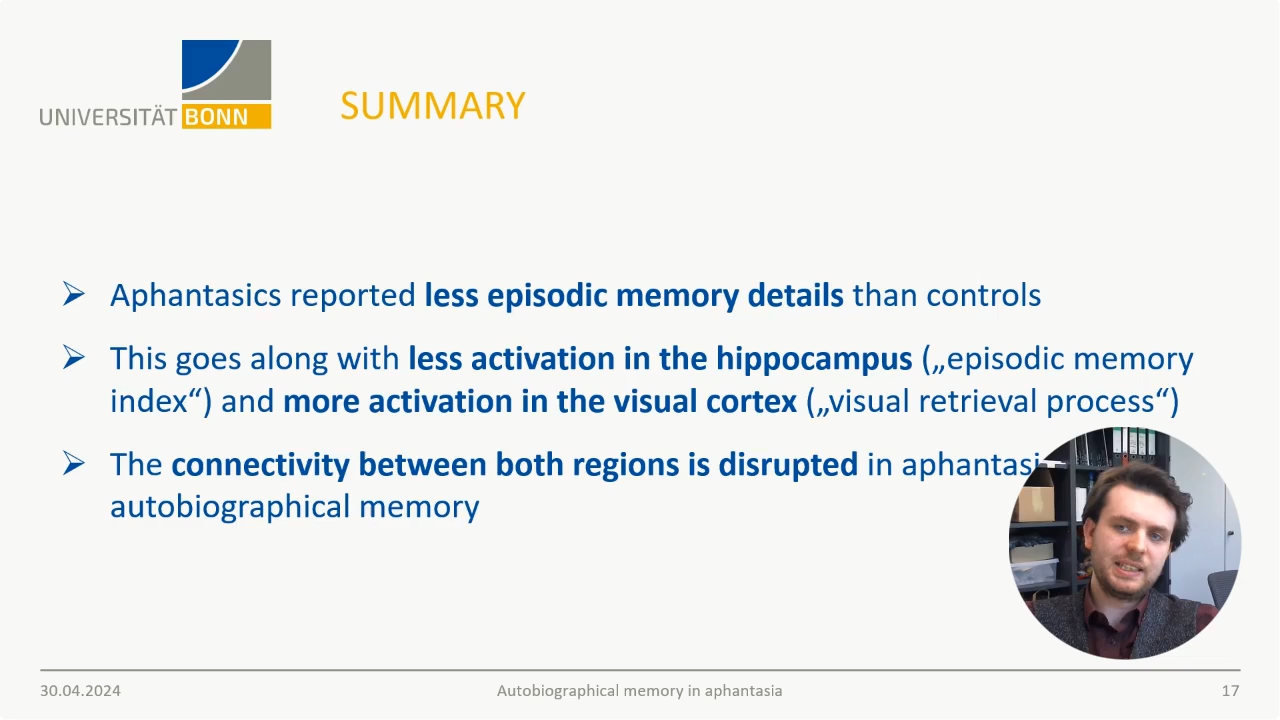 UNIVERSITÄT BONN
SUMMARY
➢ Aphantasics reported less episodic memory details than controls
➢ This goes along with less activation in the hippocampus („episodic memory
index“) and more activation in the visual cortex („visual retrieval process“)
➢ The connectivity between both regions is disrupted in
autobiographical memory
30.04.2024 Autobiographical memory in aphantasia 17